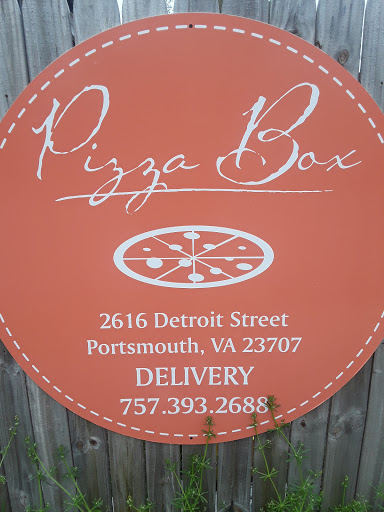 Pizza Box
2616 Detroit Street
Portsmouth, VA 23707
DELIVERY
757.393.2688